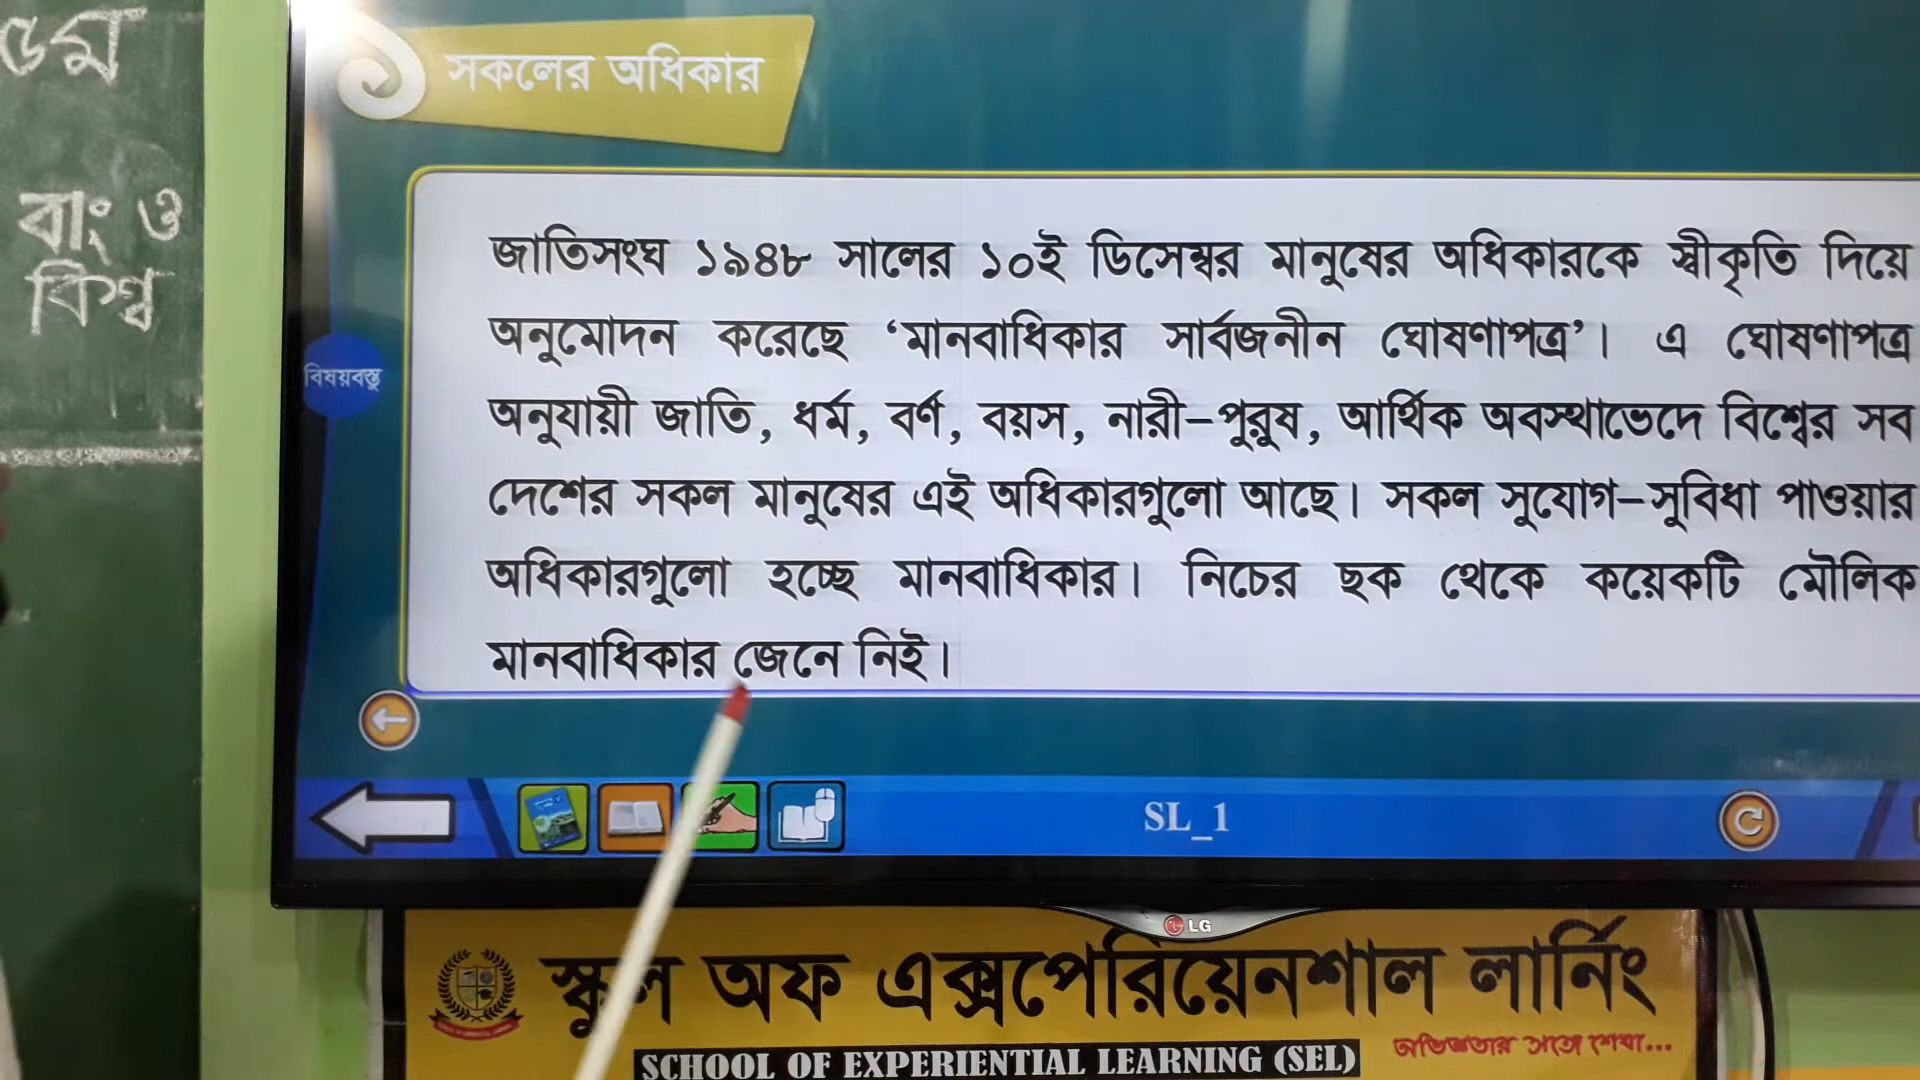 ৫ম
বাং ও
বিশ্ব
১ সকলের অধিকার
বিষয়বস্তু
জাতিসংঘ ১৯৪৮ সালের ১০ই ডিসেম্বর মানুষের অধিকারকে স্বীকৃতি দিয়ে
অনুমোদন করেছে ‘মানবাধিকার সার্বজনীন ঘোষণাপত্র’। এ ঘোষণাপত্র
অনুযায়ী জাতি, ধর্ম, বর্ণ, বয়স, নারী–পুরুষ, আর্থিক অবস্থাভেদে বিশ্বের সব
দেশের সকল মানুষের এই অধিকারগুলো আছে। সকল সুযোগ–সুবিধা পাওয়ার
অধিকারগুলো হচ্ছে মানবাধিকার। নিচের ছক থেকে কয়েকটি মৌলিক
মানবাধিকার জেনে নিই।
SL_1
LG
স্কুল অফ এক্সপেরিয়েনশাল লার্নিং
অভিজ্ঞতার সঙ্গে শেখা...
SCHOOL OF EXPERIENTIAL LEARNING (SEL)